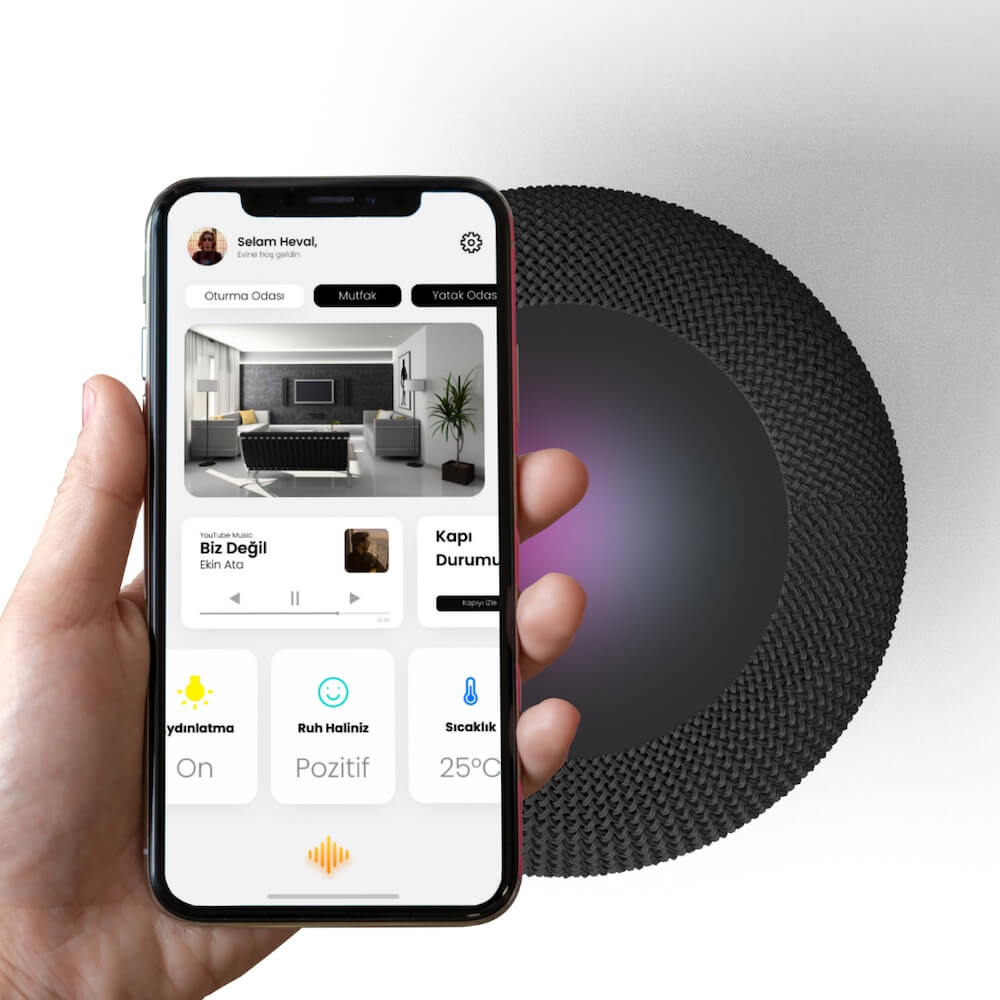 Selam Heval,
Evine hoş geldin
Oturma Odası
Mutfak
Yatak Odas
YouTube Music
Biz Değil
Ekin Ata
Kapı
Durumu
Kapıyı İzle
ydınlatma
On
Ruh Haliniz
Pozitif
Sıcaklık
25°C